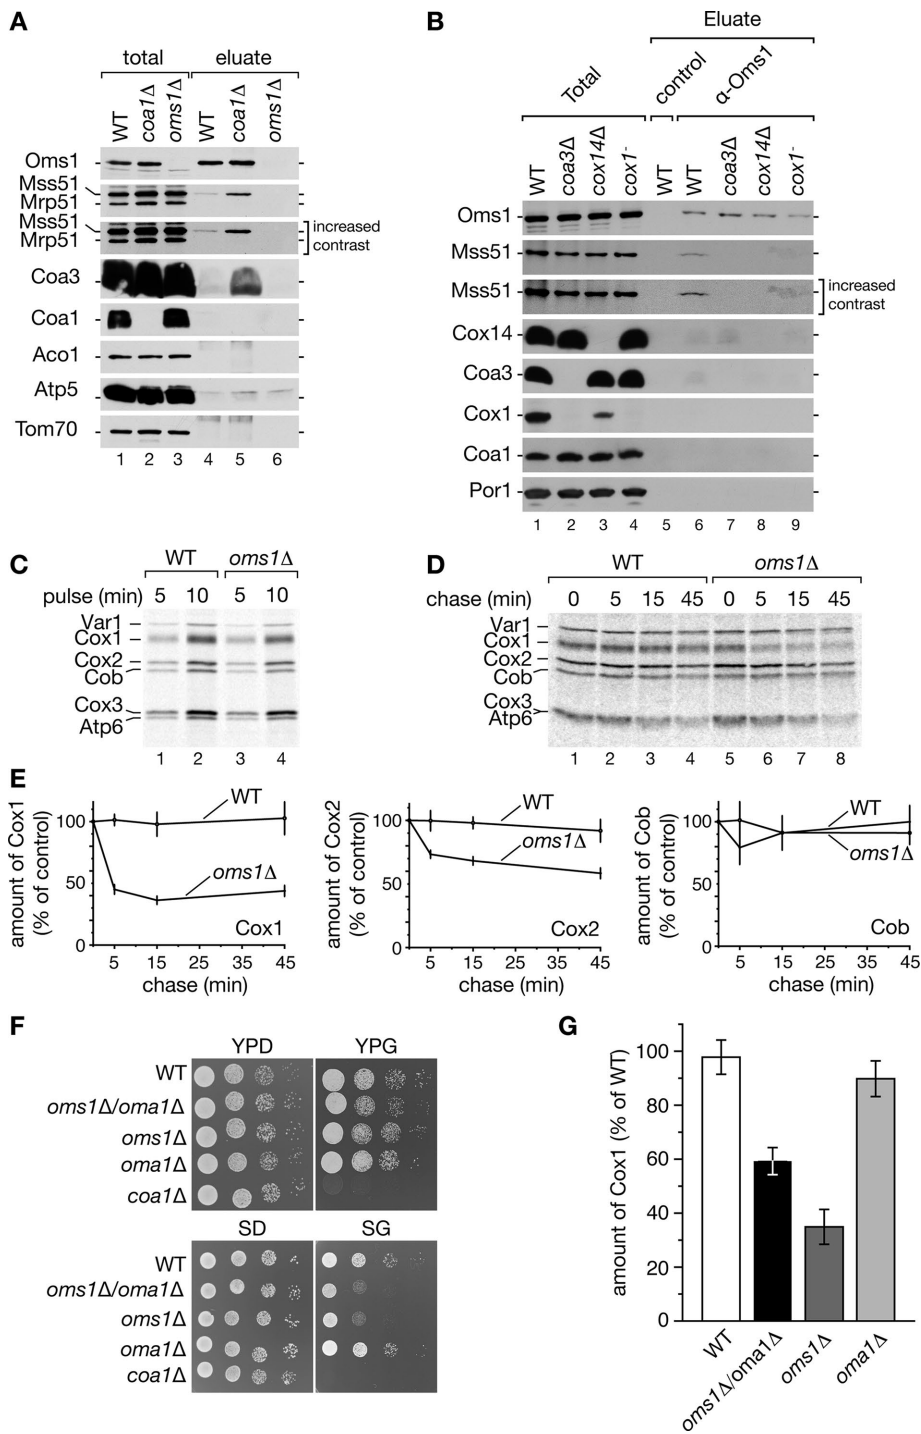 A
total eluate
WT coa1Δ oms1Δ WT coa1Δ oms1Δ
Oms1
Mss51
Mrp51
Mss51
Mrp51
increased
contrast
Coa3
Coa1
Aco1
Atp5
Tom70
1 2 3 4 5 6
B
Eluate
Total control α-Oms1
WT coa3Δ cox14Δ cox1- WT WT coa3Δ cox14Δ cox1-
Oms1
Mss51
Mss51
increased
contrast
Cox14
Coa3
Cox1
Coa1
Por1
1 2 3 4 5 6 7 8 9
C
WT oms1Δ
pulse (min) 5 10 5 10
Var1
Cox1
Cox2
Cob
Cox3
Atp6
1 2 3 4
D
WT oms1Δ
chase (min) 0 5 15 45 0 5 15 45
Var1
Cox1
Cox2
Cob
Cox3
Atp6
1 2 3 4 5 6 7 8
E
amount of Cox1
(% of control)
100
50
0
WT
oms1Δ
Cox1
5 15 25 35 45
chase (min)
amount of Cox2
(% of control)
100
50
0
WT
oms1Δ
Cox2
5 15 25 35 45
chase (min)
amount of Cob
(% of control)
100
50
0
WT
oms1Δ
Cob
5 15 25 35 45
chase (min)
F
YPD YPG
WT
oms1Δ/oma1Δ
oms1Δ
oma1Δ
coa1Δ
SD SG
WT
oms1Δ/oma1Δ
oms1Δ
oma1Δ
coa1Δ
G
amount of Cox1 (% of WT)
100
80
60
40
20
0
WT
oms1Δ/oma1Δ
oms1Δ
oma1Δ